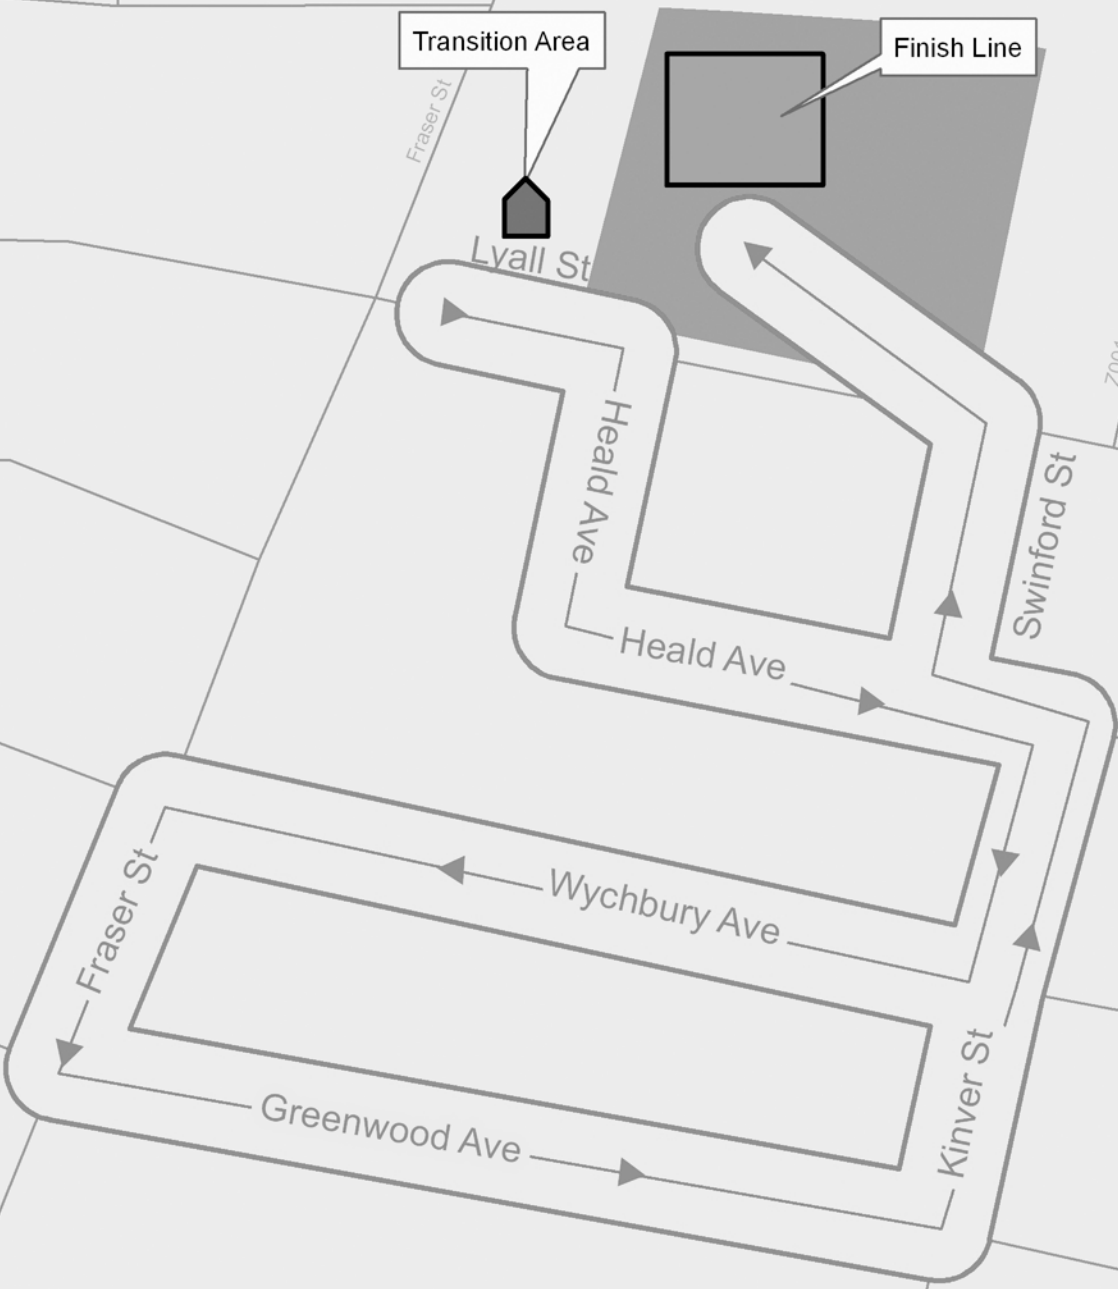 Transition Area
Finish Line
Fraser St
Lyall St
Heald Ave
Swinford St
Heald Ave
Wychbury Ave
Fraser St
Kinver St
Greenwood Ave